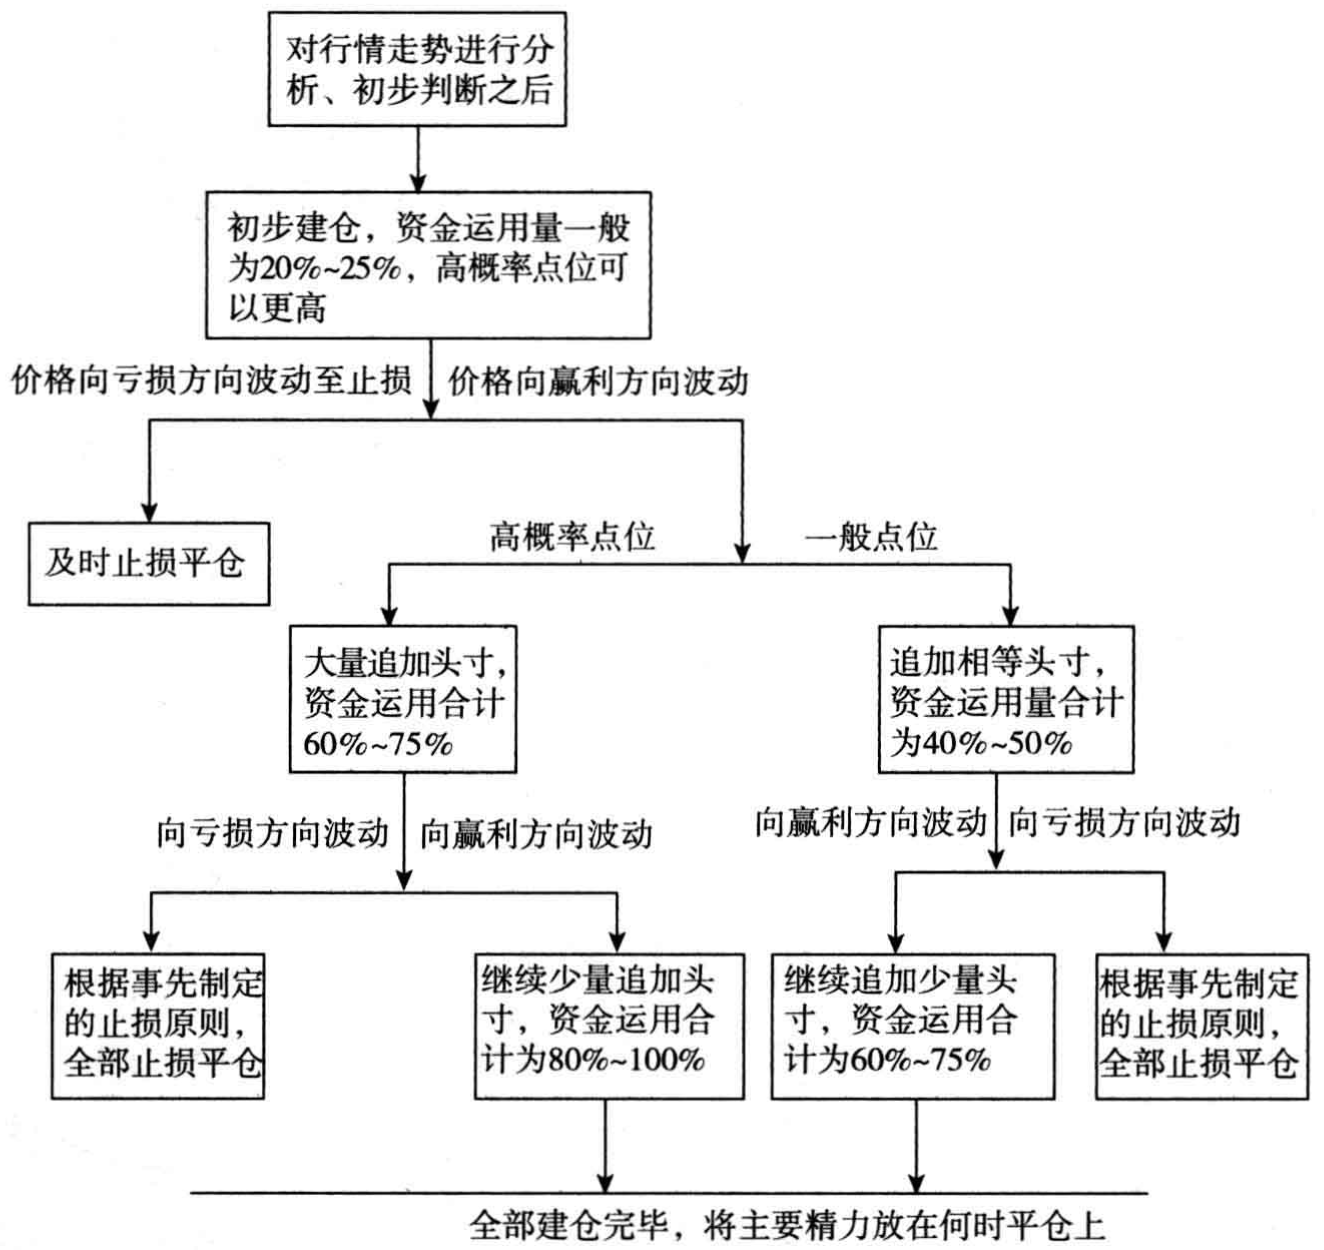 对行情走势进行分
析、初步判断之后
初步建仓，资金运用量一般
为20%~25%，高概率点位可
以更高
价格向亏损方向波动至止损
价格向赢利方向波动
及时止损平仓
高概率点位
一般点位
大量追加头寸，
资金运用合计
60%~75%
追加相等头寸，
资金运用量合计
为40%~50%
向亏损方向波动
向赢利方向波动
向赢利方向波动
向亏损方向波动
根据事先制定
的止损原则，
全部止损平仓
继续少量追加头
寸，资金运用合
计为80%~100%
继续追加少量头
寸，资金运用合
计为60%~75%
根据事先制定
的止损原则，
全部止损平仓
全部建仓完毕，将主要精力放在何时平仓上